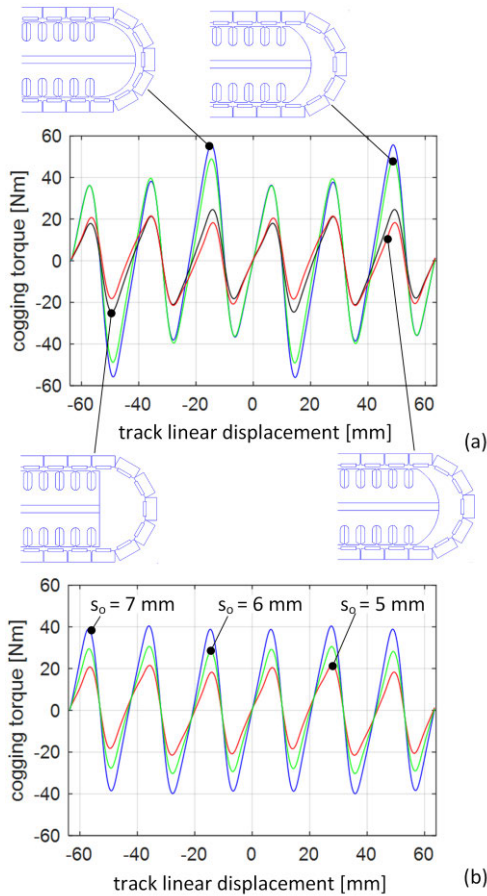 60
40
20
0
-20
-40
-60
cogging torque [Nm]
-60 -40 -20 0 20 40 60
track linear displacement [mm]
(a)
60
40
20
0
-20
-40
-60
cogging torque [Nm]
sₒ = 7 mm sₒ = 6 mm sₒ = 5 mm
-60 -40 -20 0 20 40 60
track linear displacement [mm]
(b)